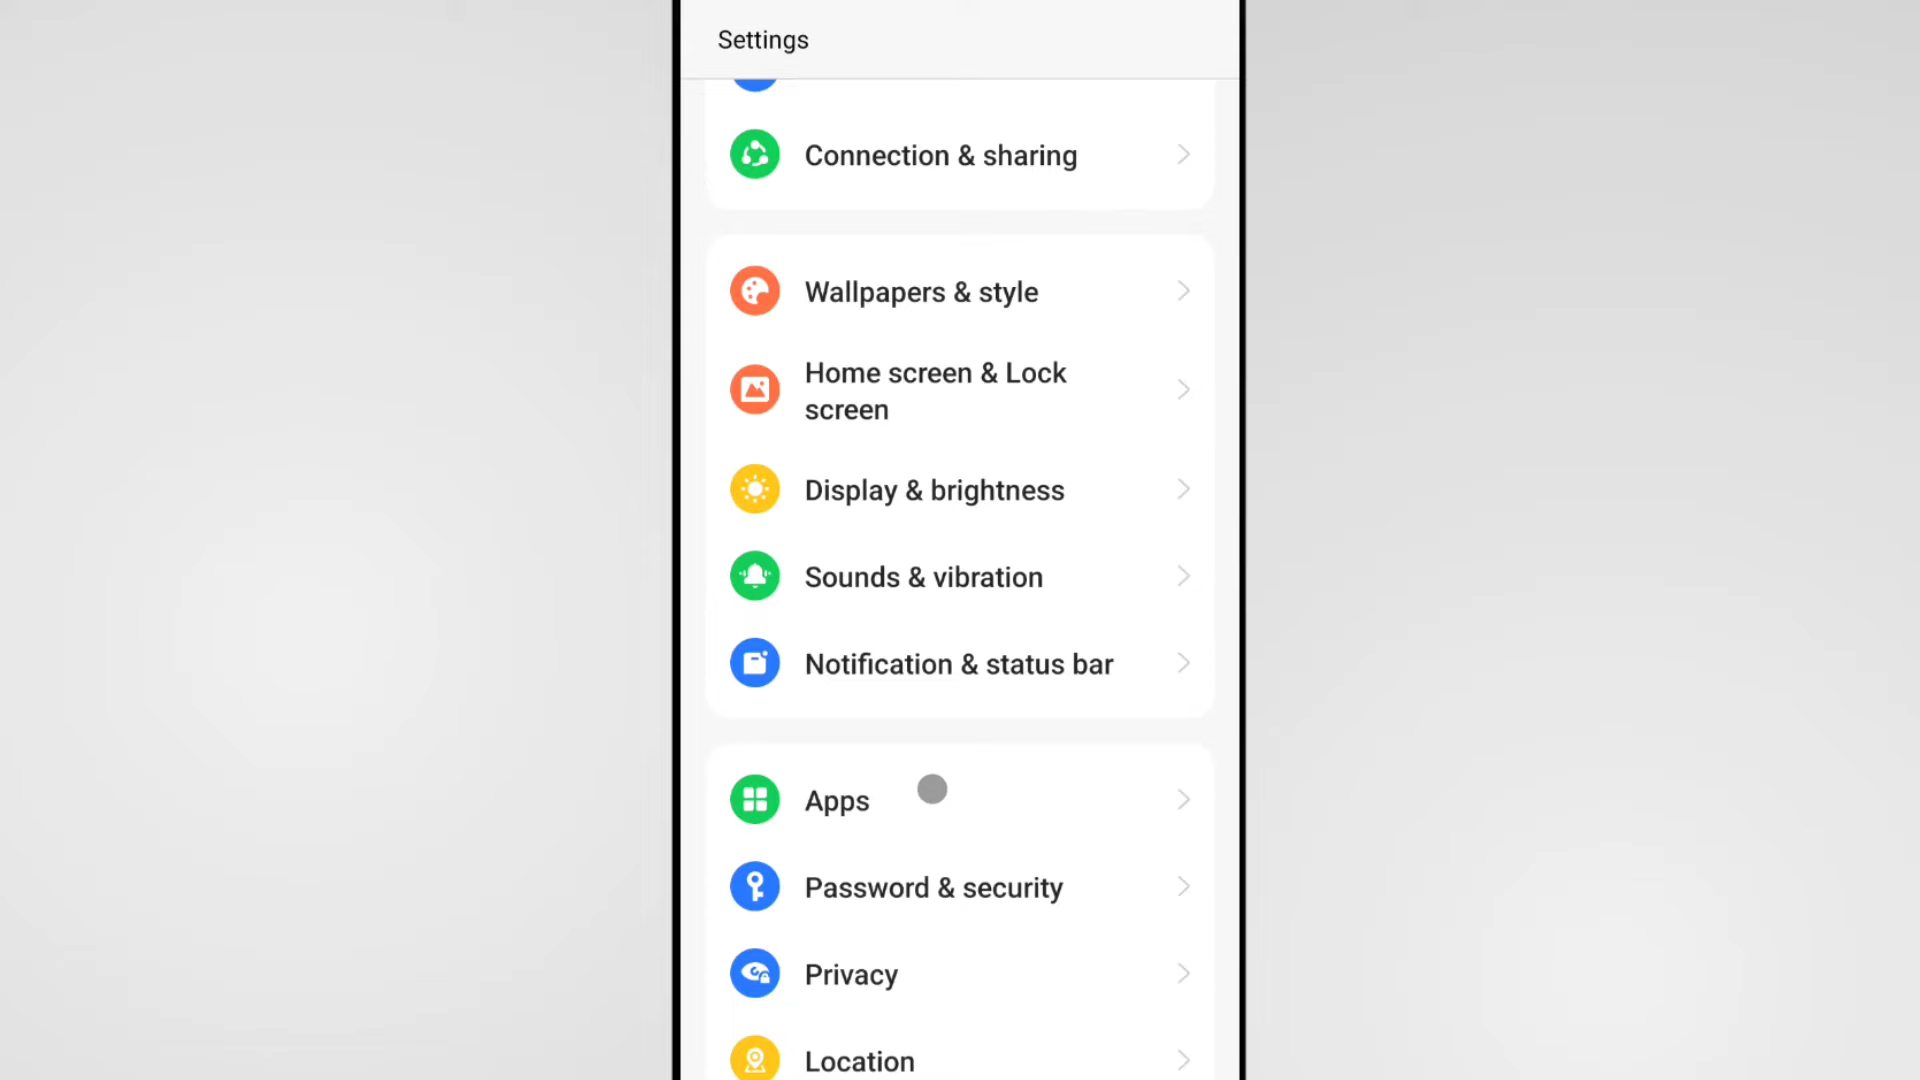 Settings
Connection & sharing
Wallpapers & style
Home screen & Lock
screen
Display & brightness
Sounds & vibration
Notification & status bar
Apps
Password & security
Privacy
Location